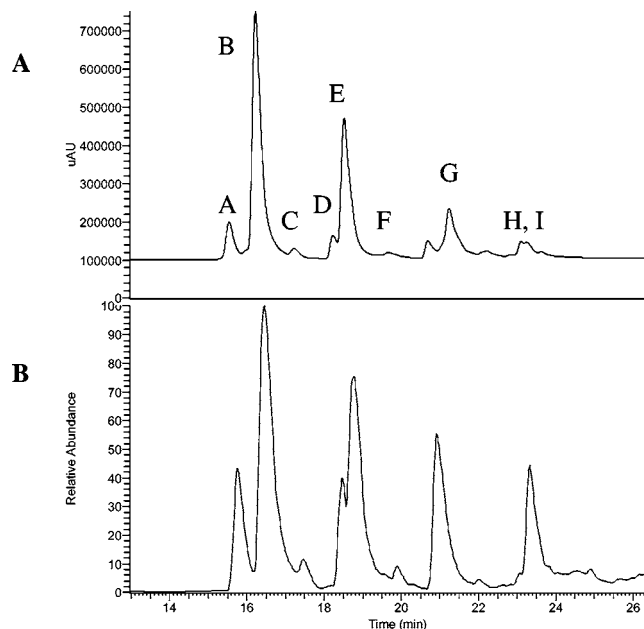 A
700000
600000
500000
400000
300000
200000
100000
0
uAU
B
A
C
D
E
F
G
H, I
B
100
90
80
70
60
50
40
30
20
10
0
Relative Abundance
14 16 18 20 22 24 26
Time (min)